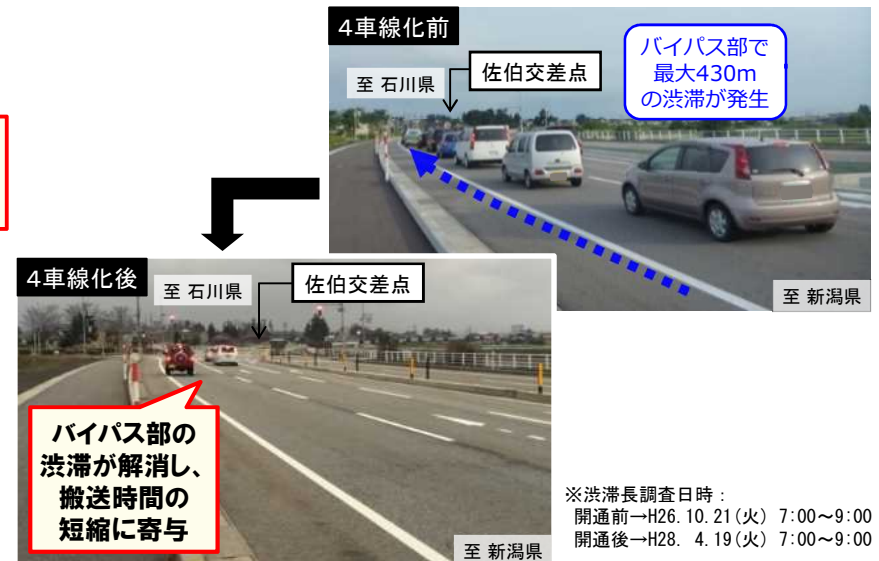 4車線化前
至 石川県
佐伯交差点
バイパス部で
最大430m
の渋滞が発生
至 新潟県
4車線化後
至 石川県
佐伯交差点
バイパス部の
渋滞が解消し、
搬送時間の
短縮に寄与
至 新潟県
※渋滞長調査日時：
開通前→H26.10.21(火) 7:00～9:00
開通後→H28. 4.19(火) 7:00～9:00